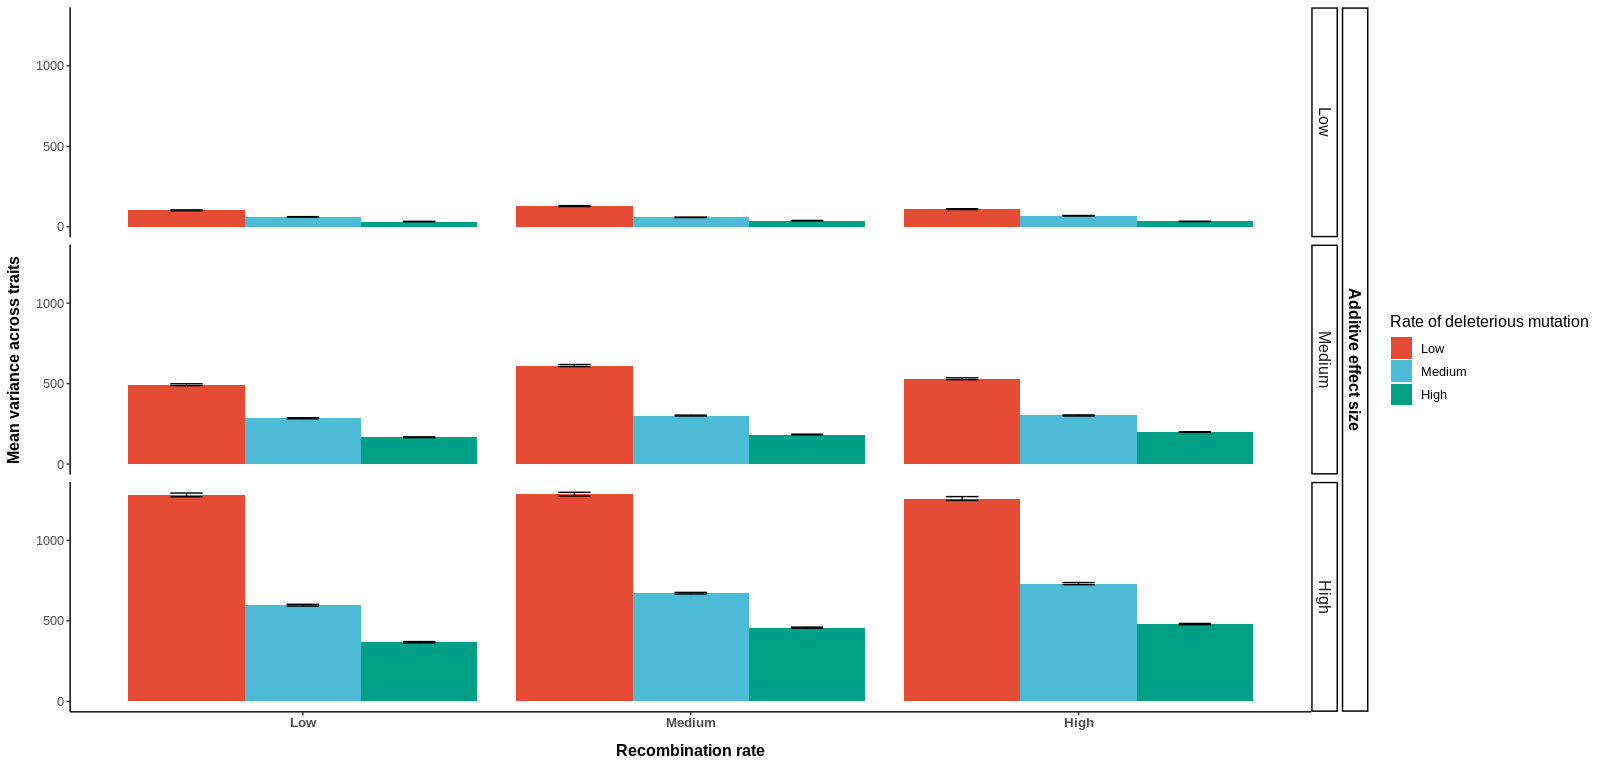 Mean variance across traits
1000
500
0
Low
1000
500
0
Medium
1000
500
0
High
Additive effect size
Low
Medium
High
Recombination rate
Rate of deleterious mutation
Low
Medium
High